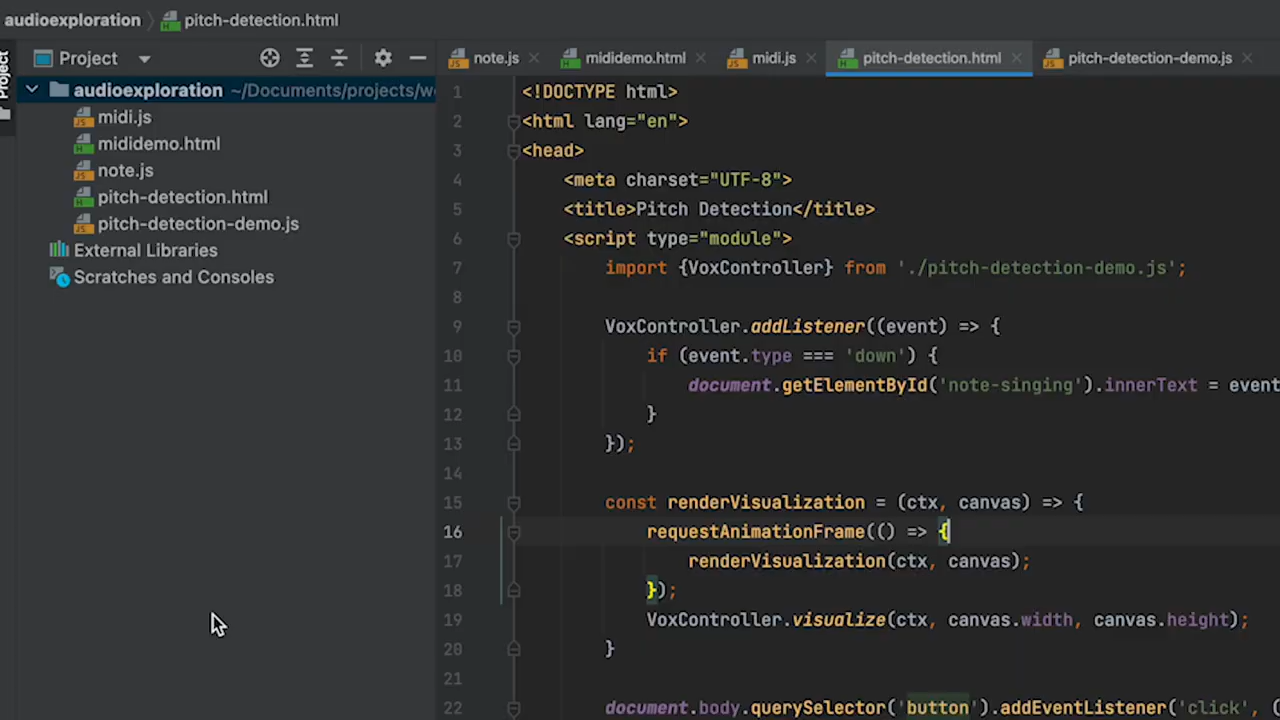 audioexploration pitch-detection.html
Project
Project
note.js
mididemo.html
midi.js
pitch-detection.html
pitch-detection-demo.js
audioexploration ~/Documents/projects/w
midi.js
mididemo.html
note.js
pitch-detection.html
pitch-detection-demo.js
External Libraries
Scratches and Consoles
1 <!DOCTYPE html>
2 <html lang="en">
3 <head>
4 <meta charset="UTF-8">
5 <title>Pitch Detection</title>
6 <script type="module">
7 import {VoxController} from './pitch-detection-demo.js';
8
9 VoxController.addListener((event) => {
10 if (event.type === 'down') {
11 document.getElementById('note-singing').innerText = event
12 }
13 });
14
15 const renderVisualization = (ctx, canvas) => {
16 requestAnimationFrame(() => {
17 renderVisualization(ctx, canvas);
18 });
19 VoxController.visualize(ctx, canvas.width, canvas.height);
20 }
21
22 document.body.querySelector('button').addEventListener('click', (